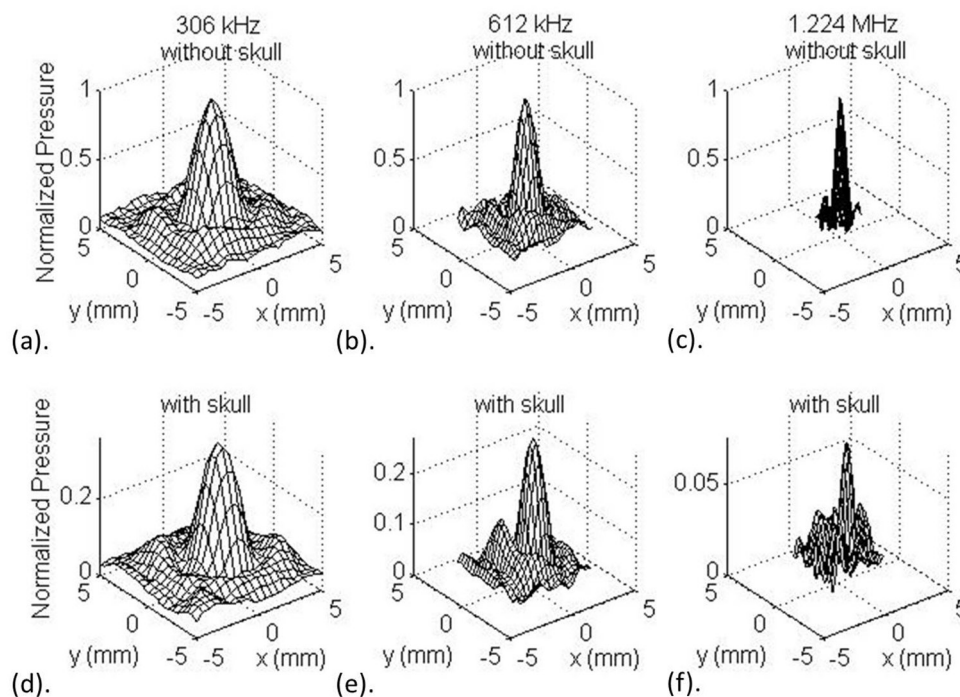 306 kHz
without skull
612 kHz
without skull
1.224 MHz
without skull
Normalized Pressure
1
0.5
0
5
0
-5
y (mm)
-5
0
5
x (mm)
(a).
1
0.5
0
5
0
-5
y (mm)
-5
0
5
x (mm)
(b).
1
0.5
0
5
0
-5
y (mm)
-5
0
5
x (mm)
(c).
with skull
Normalized Pressure
0.2
0
5
0
-5
y (mm)
-5
0
5
x (mm)
(d).
with skull
0.2
0.1
0
5
0
-5
y (mm)
-5
0
5
x (mm)
(e).
with skull
0.05
0
5
0
-5
y (mm)
-5
0
5
x (mm)
(f).